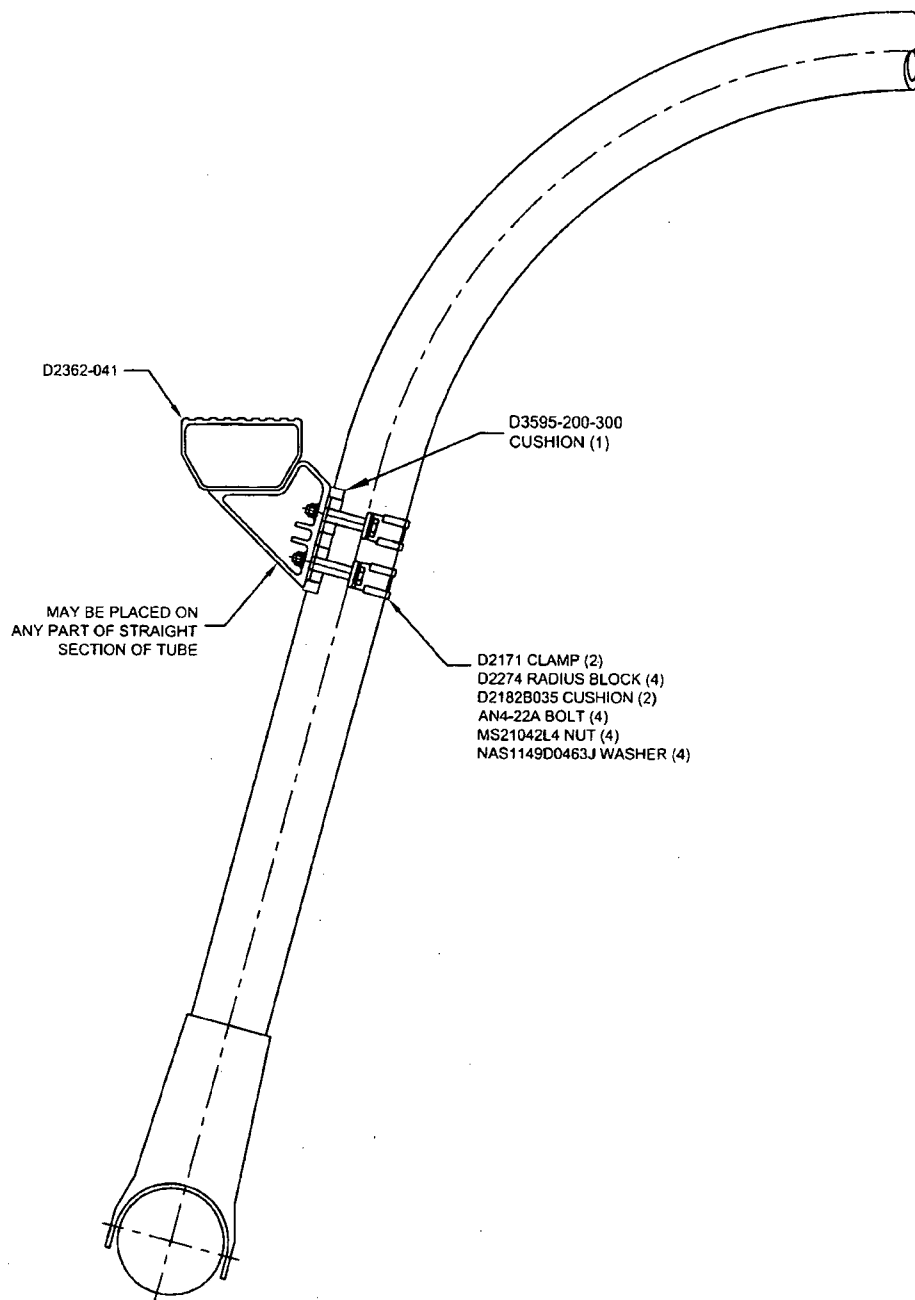 D2362-041
D3595-200-300
CUSHION (1)
MAY BE PLACED ON
ANY PART OF STRAIGHT
SECTION OF TUBE
D2171 CLAMP (2)
D2274 RADIUS BLOCK (4)
D2182B035 CUSHION (2)
AN4-22A BOLT (4)
MS21042L4 NUT (4)
NAS1149D0463J WASHER (4)